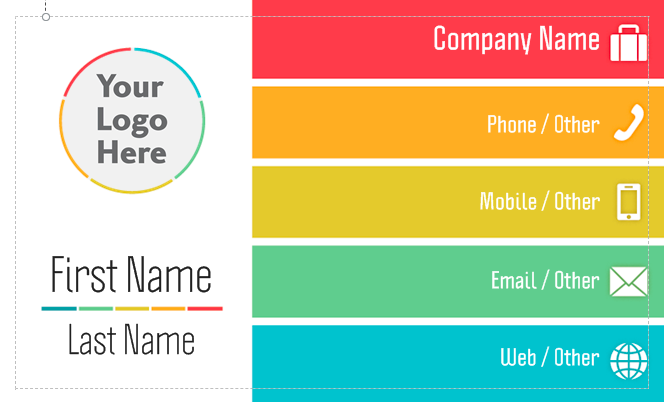 Your
Logo
Here
First Name
Last Name
Company Name
Phone / Other
Mobile / Other
Email / Other
Web / Other